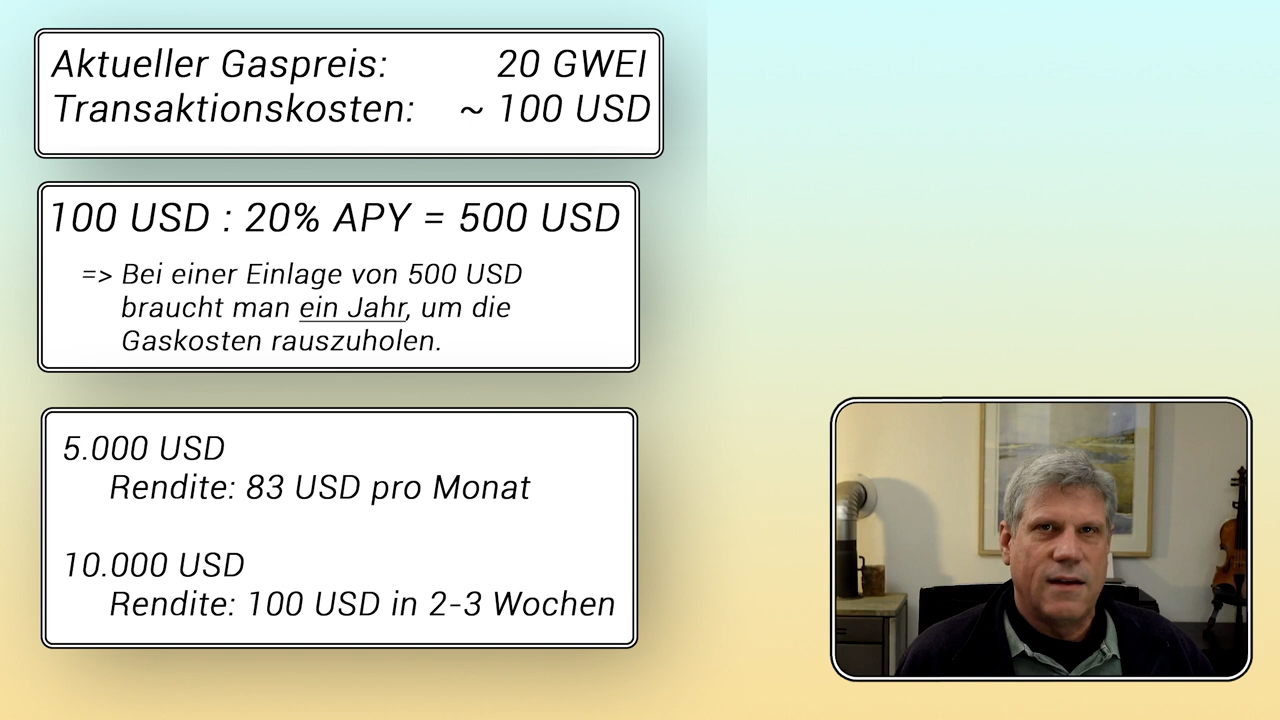 Aktueller Gaspreis: 20 GWEI
Transaktionskosten: ~ 100 USD
100 USD : 20% APY = 500 USD
=> Bei einer Einlage von 500 USD
braucht man ein Jahr, um die
Gaskosten rauszuholen.
5.000 USD
Rendite: 83 USD pro Monat
10.000 USD
Rendite: 100 USD in 2-3 Wochen